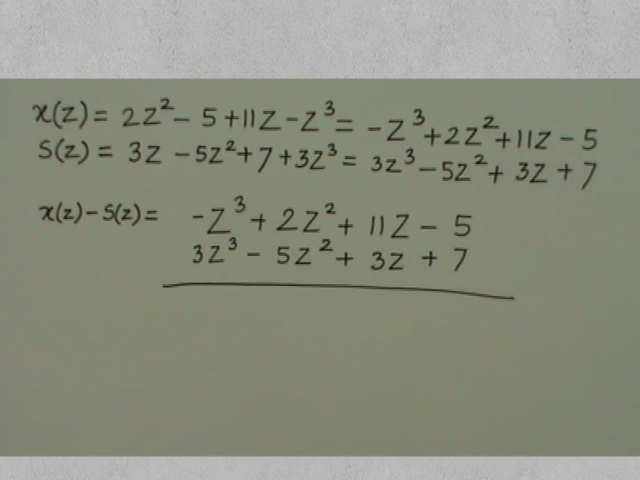 x(z) = 2z² - 5 + 11z - z³ = -z³ + 2z² + 11z - 5
s(z) = 3z - 5z² + 7 + 3z³ = 3z³ - 5z² + 3z + 7
x(z) - s(z) = -z³ + 2z² + 11z - 5
3z³ - 5z² + 3z + 7